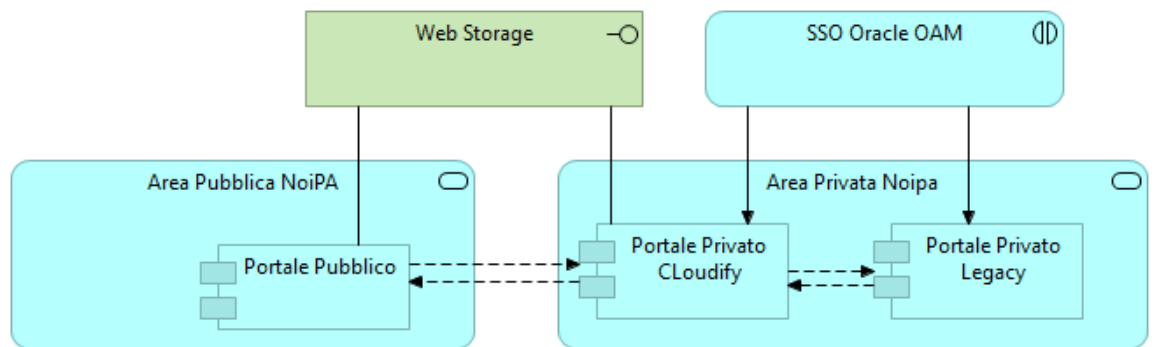 Web Storage
SSO Oracle OAM
Area Pubblica NoiPA
Area Privata Noipa
Portale Pubblico
Portale Privato
CLoudify
Portale Privato
Legacy